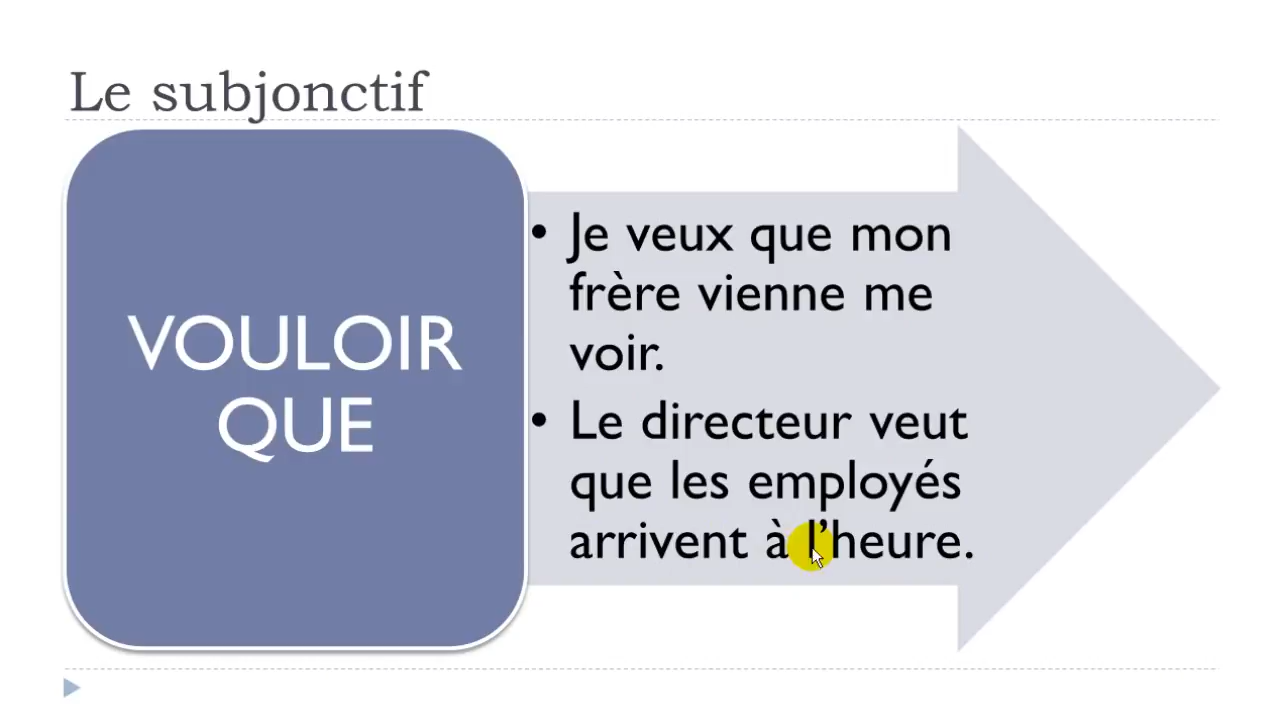 Le subjonctif
VOULOIR
QUE
• Je veux que mon
frère vienne me
voir.
• Le directeur veut
que les employés
arrivent à l’heure.